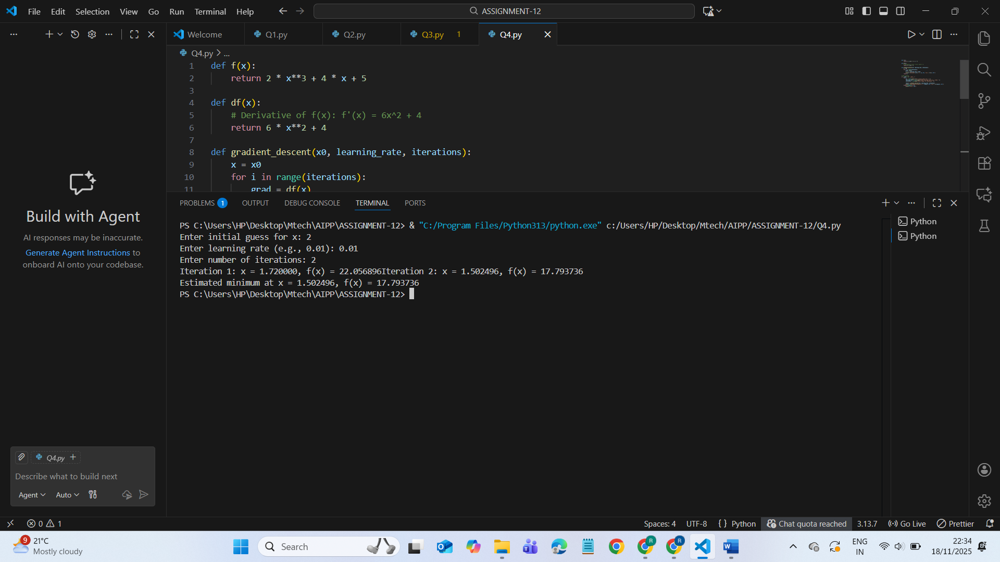 File Edit Selection View Go Run Terminal Help
ASSIGNMENT-12
Welcome
Q1.py
Q2.py
Q3.py 1
Q4.py
Q4.py > ...
1 def f(x):
2 return 2 * x**3 + 4 * x + 5
3
4 def df(x):
5 # Derivative of f(x): f'(x) = 6x^2 + 4
6 return 6 * x**2 + 4
7
8 def gradient_descent(x0, learning_rate, iterations):
9 x = x0
10 for i in range(iterations):
11 grad = df(x)
PROBLEMS 1 OUTPUT DEBUG CONSOLE TERMINAL PORTS
PS C:\Users\HP\Desktop\Mtech\AIPP\ASSIGNMENT-12> & "C:/Program Files/Python313/python.exe" c:/Users/HP/Desktop/Mtech/AIPP/ASSIGNMENT-12/Q4.py
Enter initial guess for x: 2
Enter learning rate (e.g., 0.01): 0.01
Enter number of iterations: 2
Iteration 1: x = 1.720000, f(x) = 22.056896Iteration 2: x = 1.502496, f(x) = 17.793736
Estimated minimum at x = 1.502496, f(x) = 17.793736
PS C:\Users\HP\Desktop\Mtech\AIPP\ASSIGNMENT-12>
Python
Python
Build with Agent
AI responses may be inaccurate.
Generate Agent Instructions to
onboard AI onto your codebase.
Q4.py
Describe what to build next
Agent Auto
0 1
Spaces: 4 UTF-8 { } Python Chat quota reached 3.13.7 Go Live Prettier
9
21°C
Mostly cloudy
Search
R
R
ENG
IN
22:34
18/11/2025